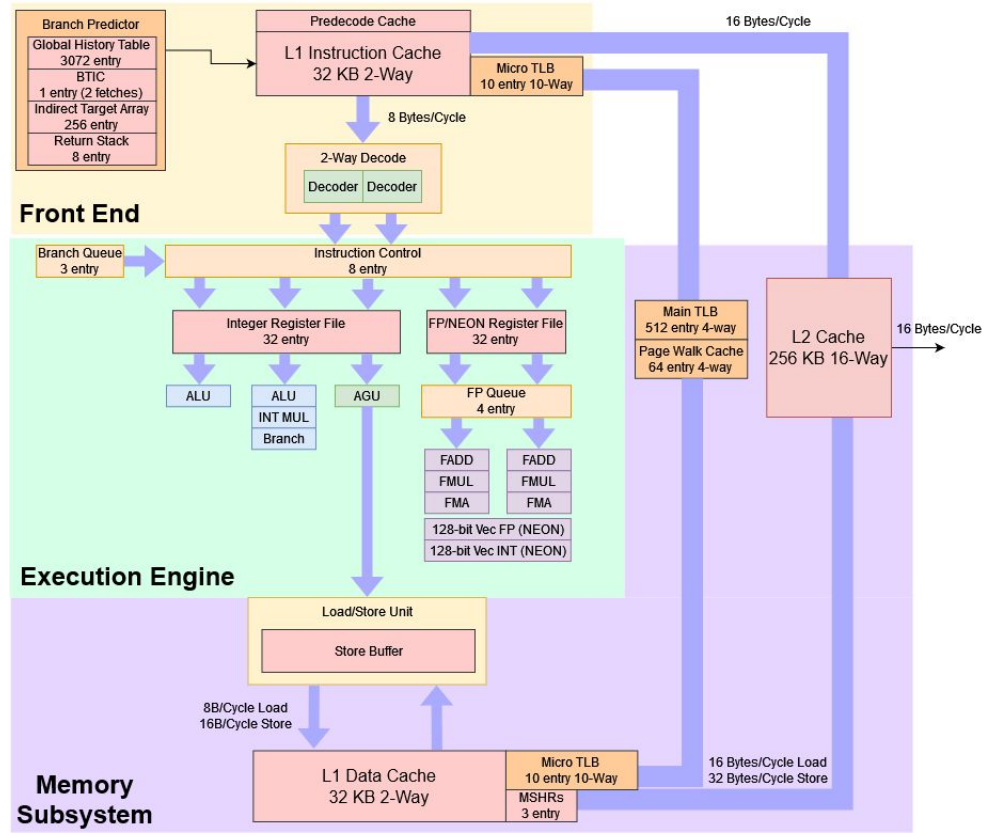 Branch Predictor
Global History Table
3072 entry
BTIC
1 entry (2 fetches)
Indirect Target Array
256 entry
Return Stack
8 entry
Predecode Cache
L1 Instruction Cache
32 KB 2-Way
Micro TLB
10 entry 10-Way
16 Bytes/Cycle
8 Bytes/Cycle
2-Way Decode
Decoder
Decoder
Front End
Branch Queue
3 entry
Instruction Control
8 entry
Integer Register File
32 entry
FP/NEON Register File
32 entry
ALU
ALU
INT MUL
Branch
AGU
FP Queue
4 entry
FADD
FMUL
FMA
FADD
FMUL
FMA
128-bit Vec FP (NEON)
128-bit Vec INT (NEON)
Execution Engine
Main TLB
512 entry 4-way
Page Walk Cache
64 entry 4-way
L2 Cache
256 KB 16-Way
16 Bytes/Cycle
Load/Store Unit
Store Buffer
8B/Cycle Load
16B/Cycle Store
L1 Data Cache
32 KB 2-Way
Micro TLB
10 entry 10-Way
MSHRs
3 entry
16 Bytes/Cycle Load
32 Bytes/Cycle Store
Memory
Subsystem